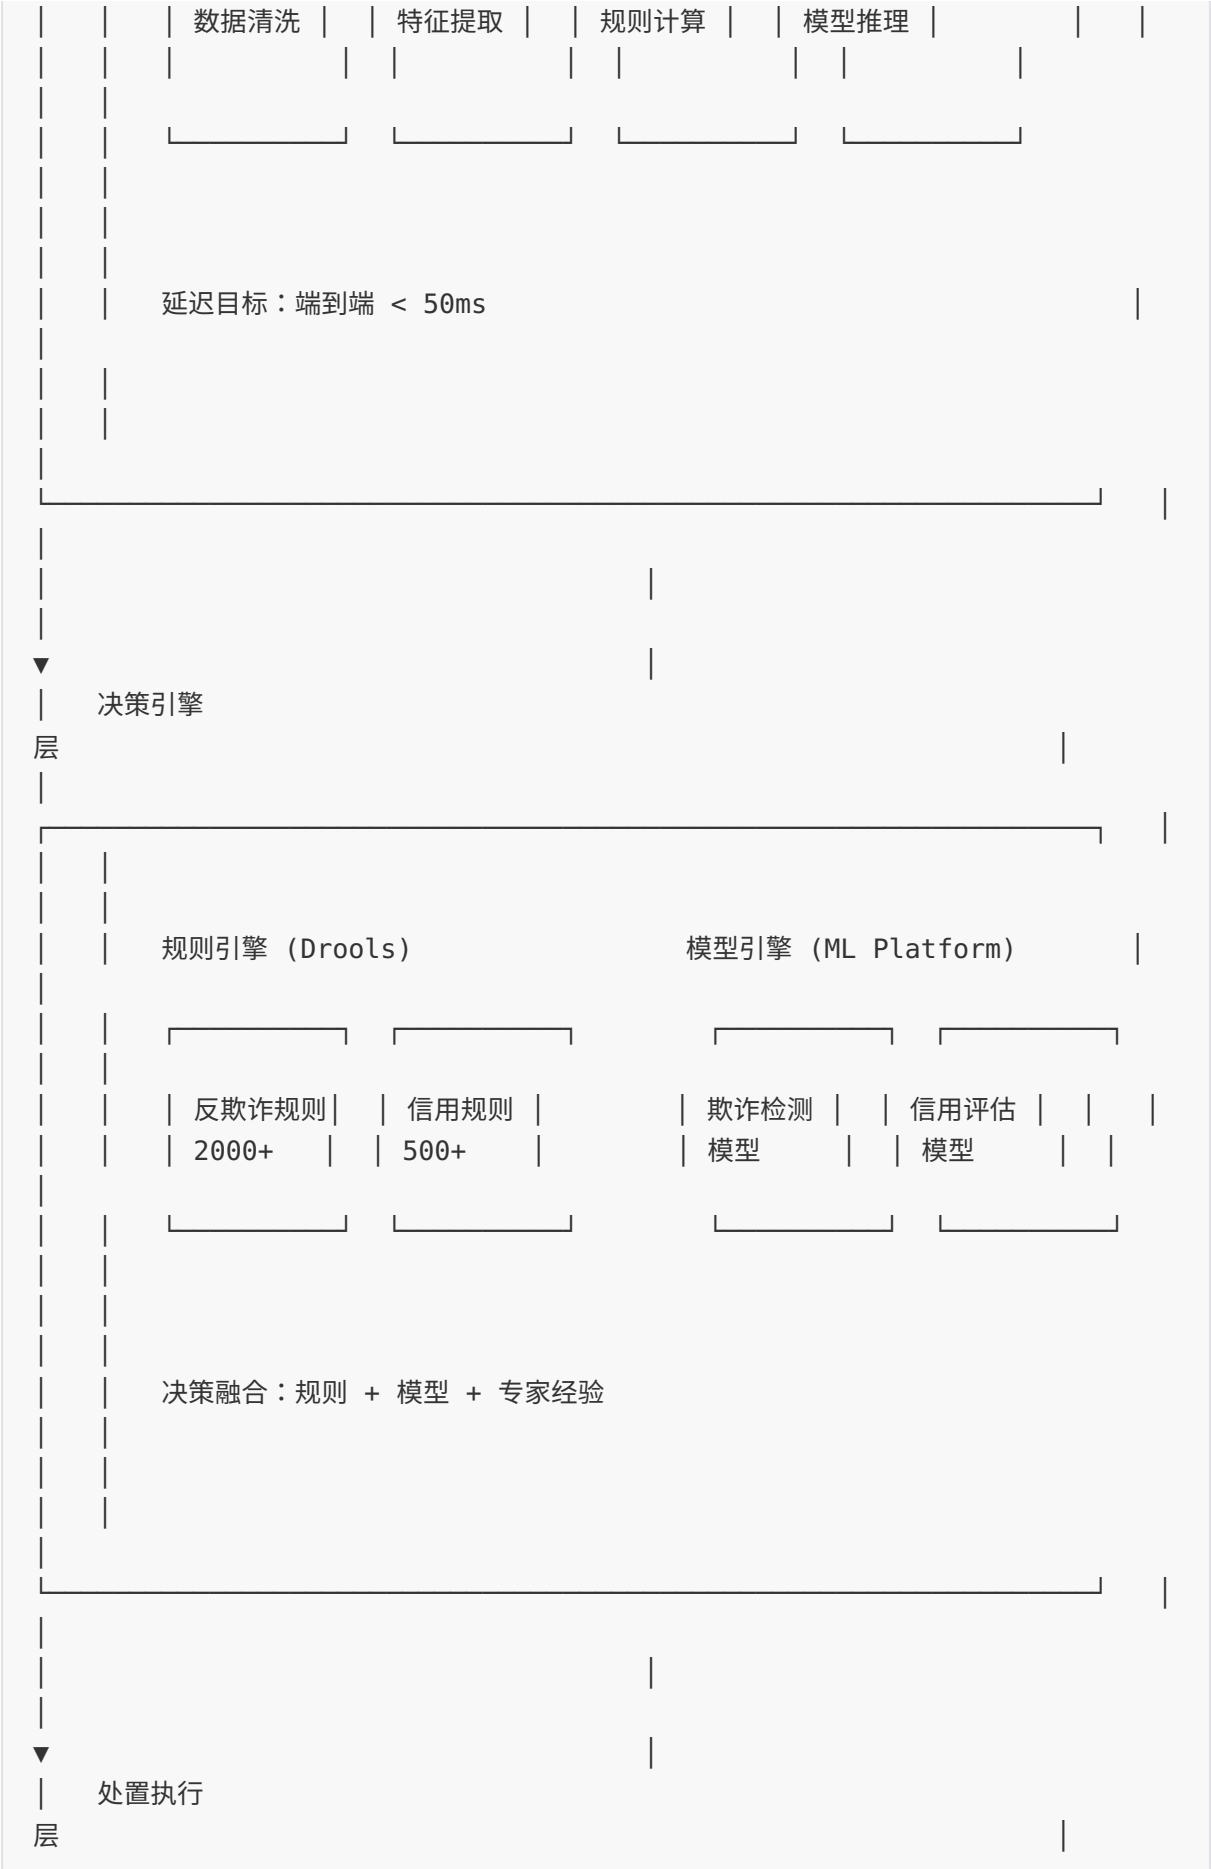 数据清洗 特征提取 规则计算 模型推理
延迟目标：端到端 < 50ms
决策引擎
层
规则引擎 (Drools) 模型引擎 (ML Platform)
反欺诈规则 信用规则 欺诈检测 信用评估
2000+ 500+ 模型 模型
决策融合：规则 + 模型 + 专家经验
处置执行
层